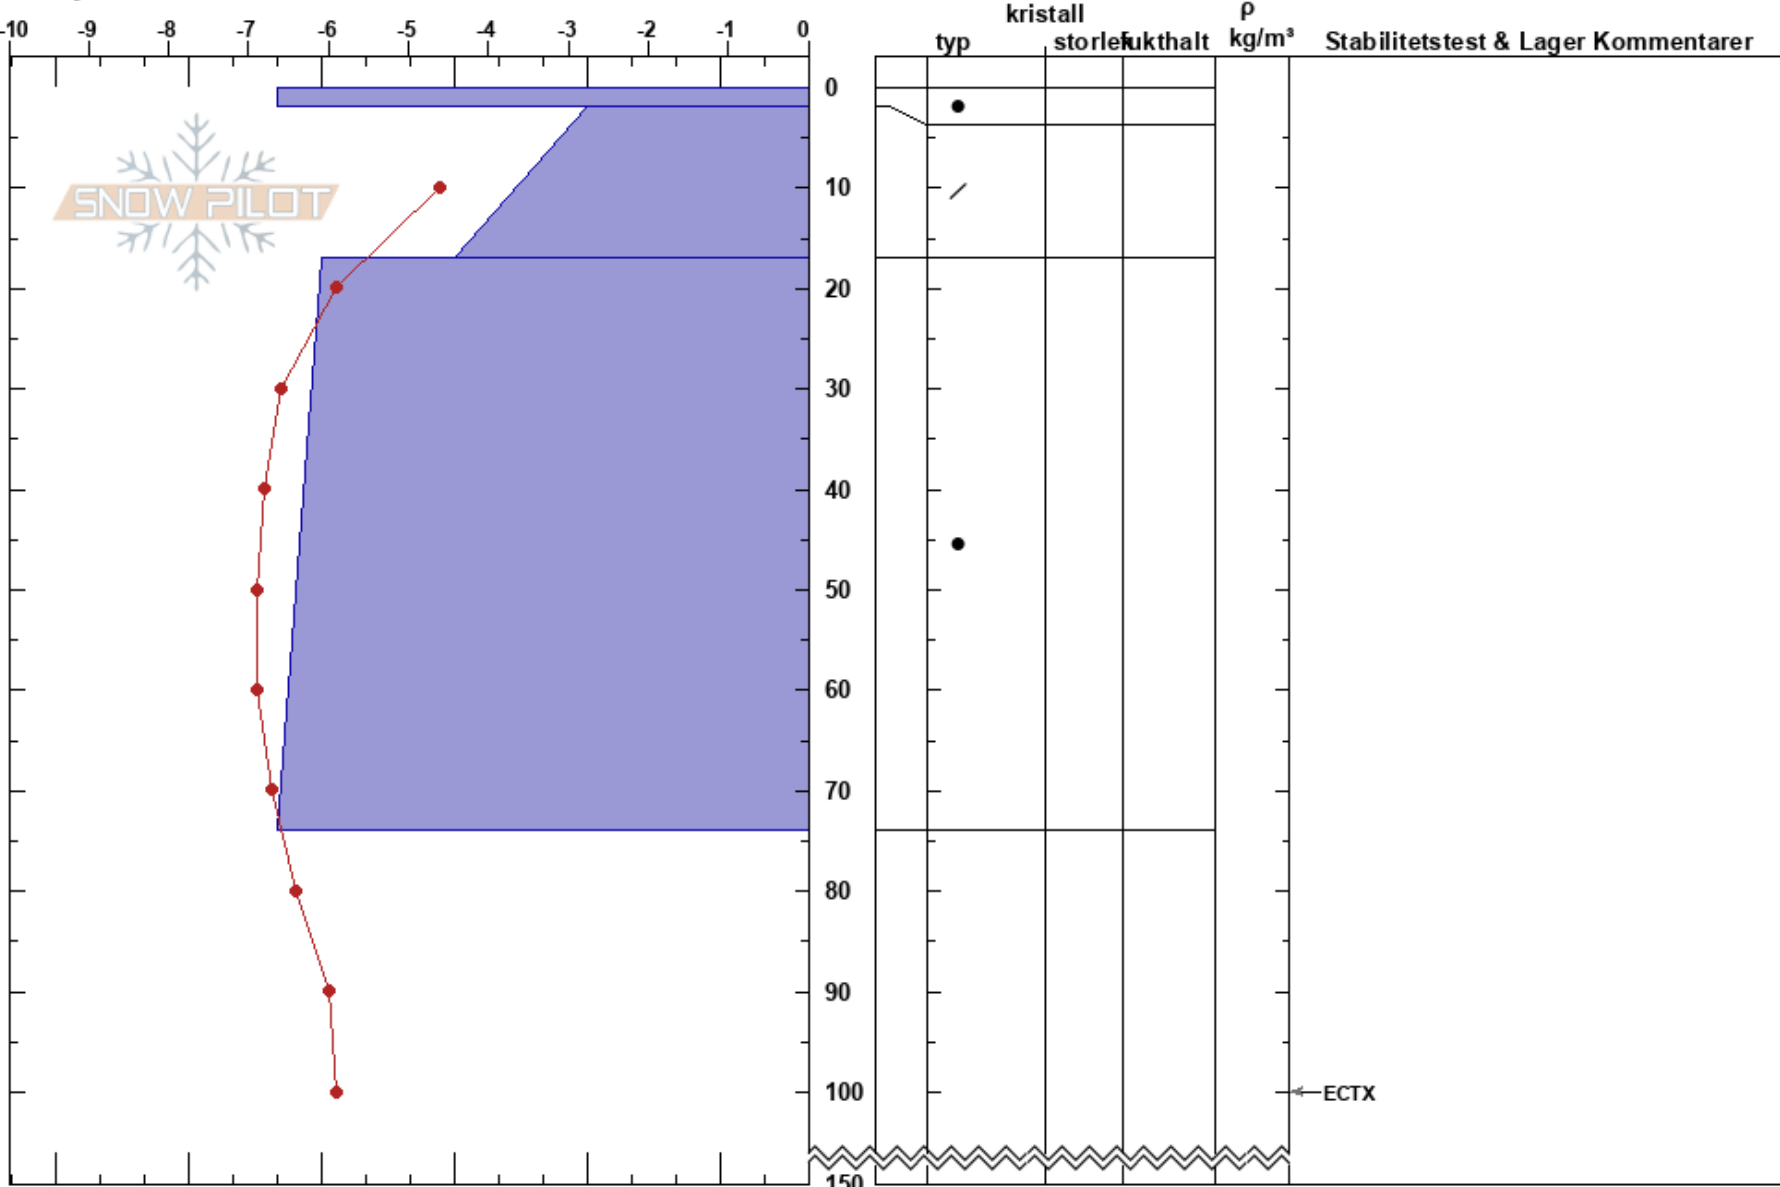 kristall
ρ
-10 -9 -8 -7 -6 -5 -4 -3 -2 -1 0
typ storlek fukthalt kg/m³ Stabilitetstest & Lager Kommentarer
0
SNOW PILOT
10
20
30
40
50
60
70
80
90
100 ECTX
150